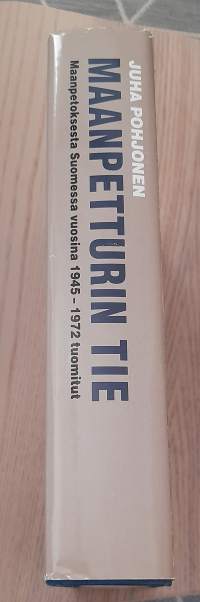 JUHA POHJONEN
MAANPETTURIN TIE
Maanpetoksesta Suomessa vuosina 1945 – 1972 tuomitut